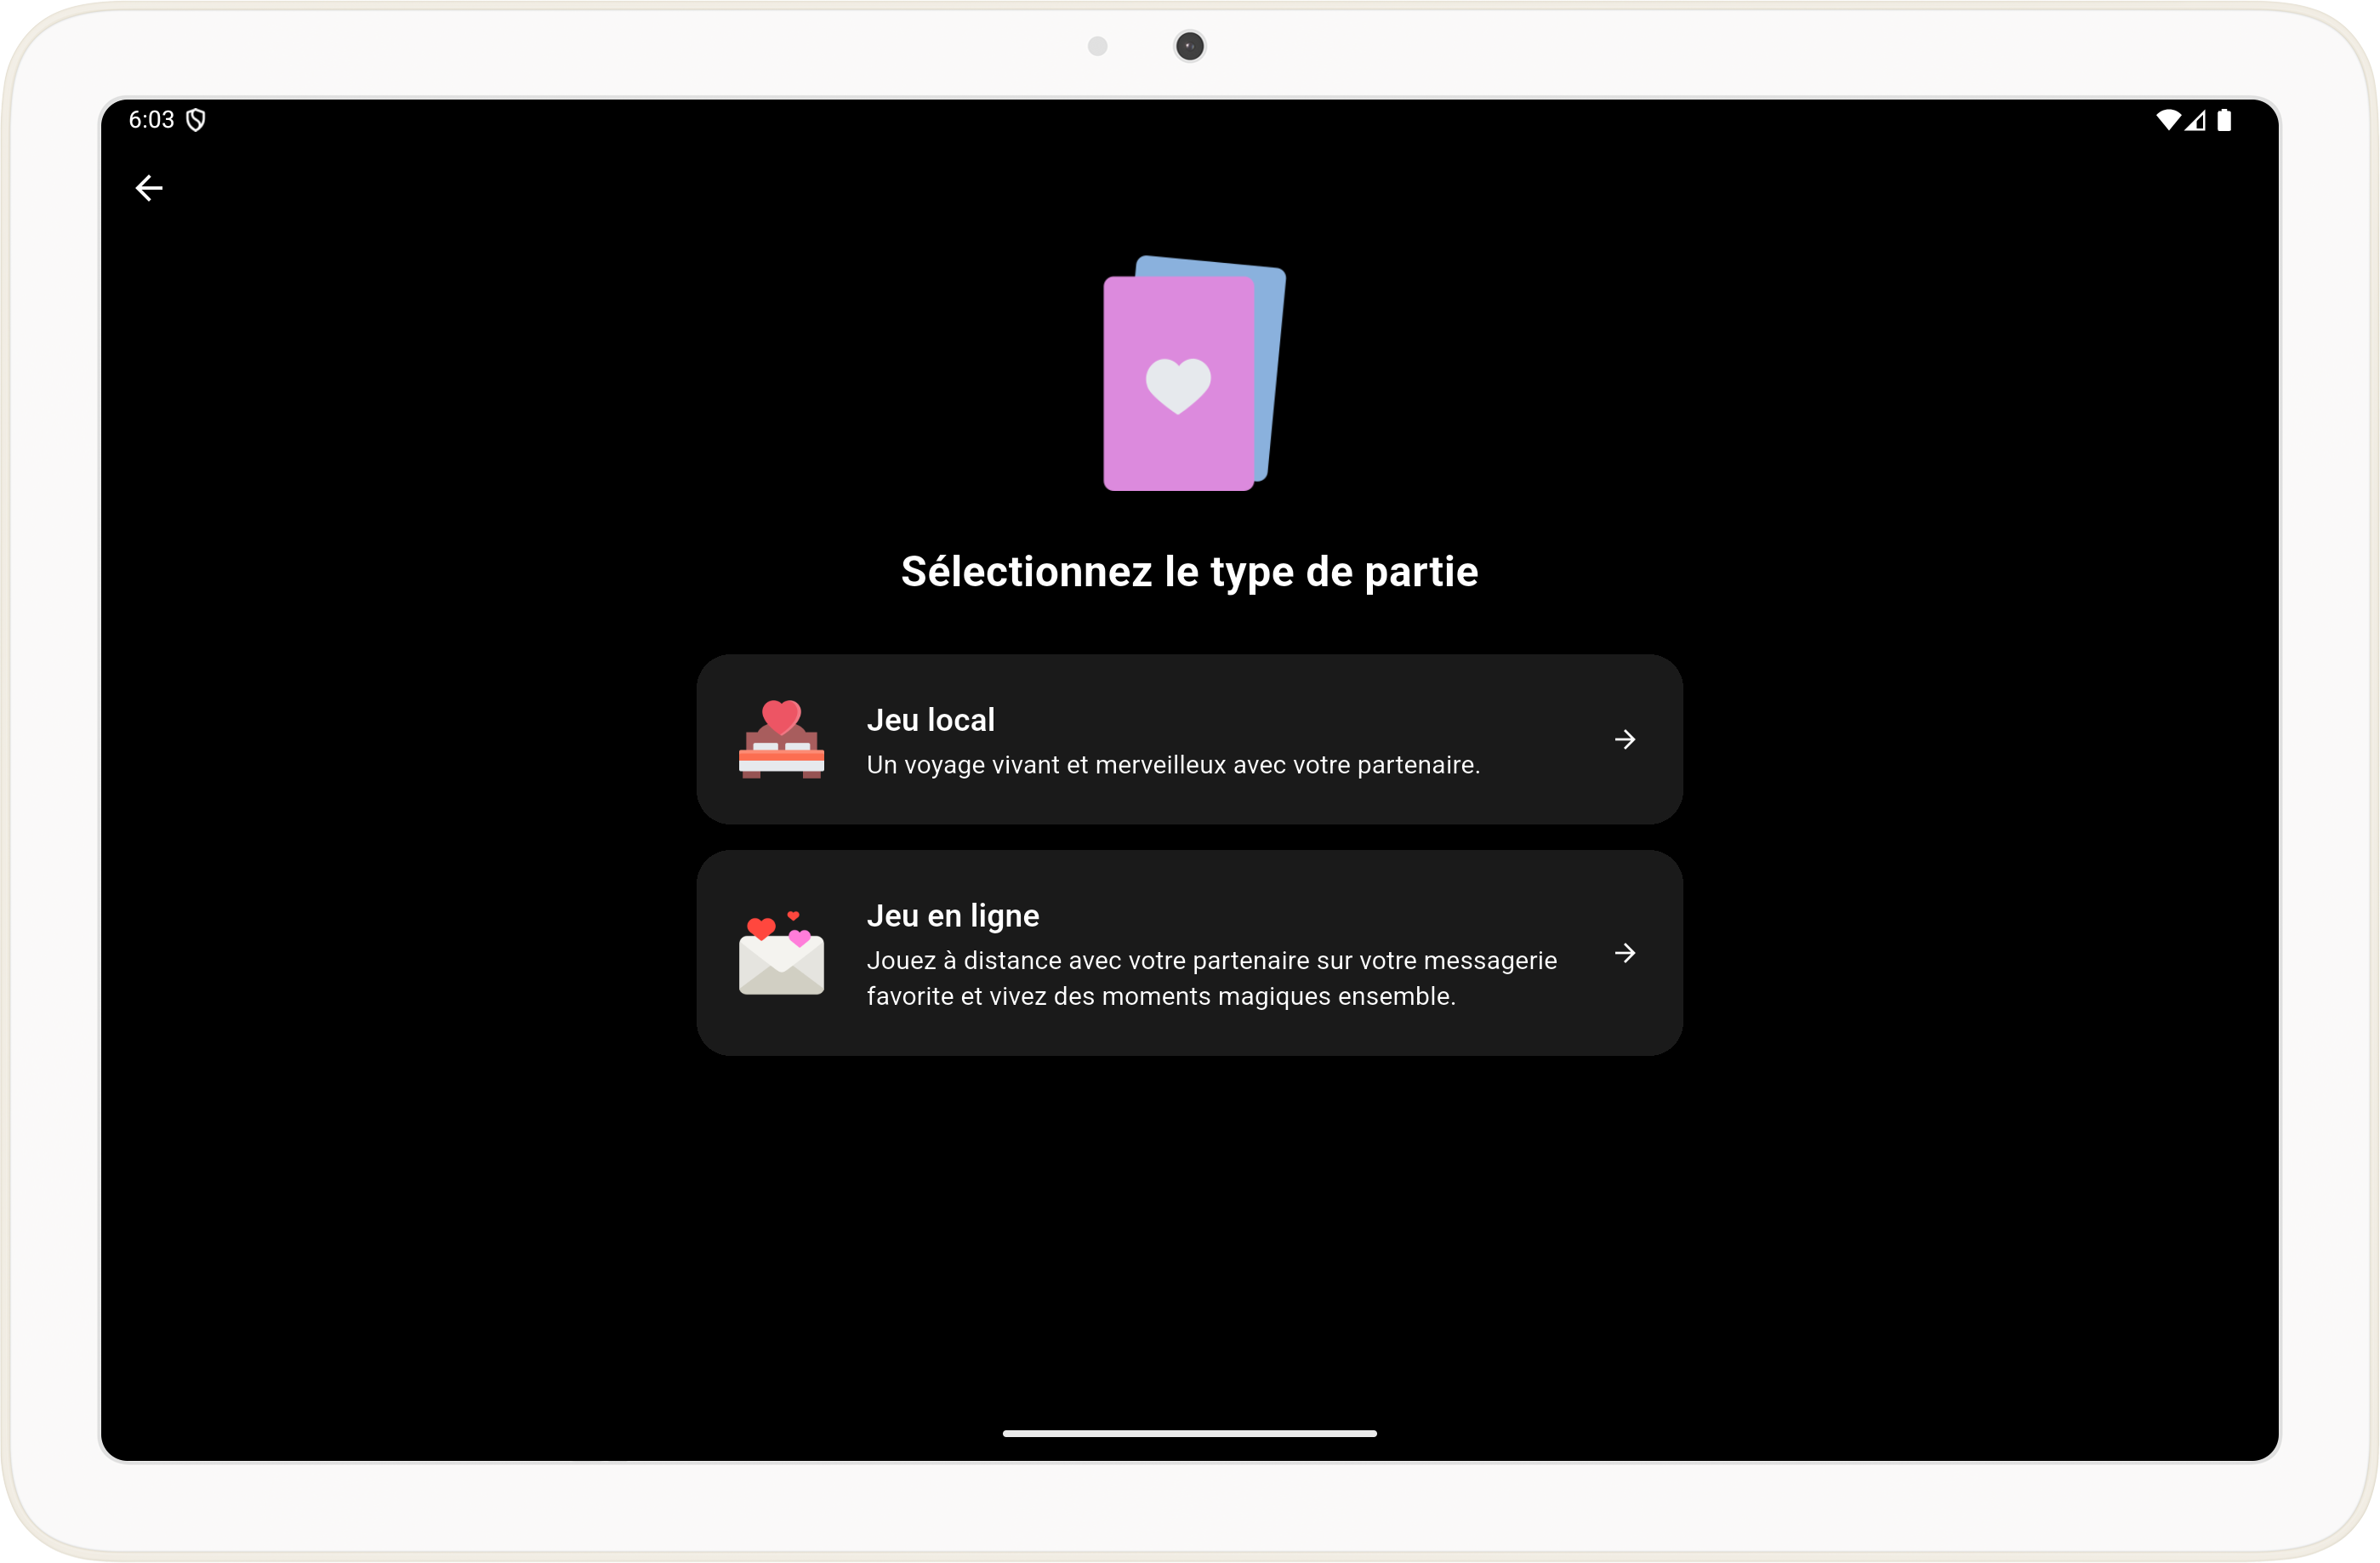 6:03
Sélectionnez le type de partie
Jeu local
Un voyage vivant et merveilleux avec votre partenaire.
Jeu en ligne
Jouez à distance avec votre partenaire sur votre messagerie
favorite et vivez des moments magiques ensemble.